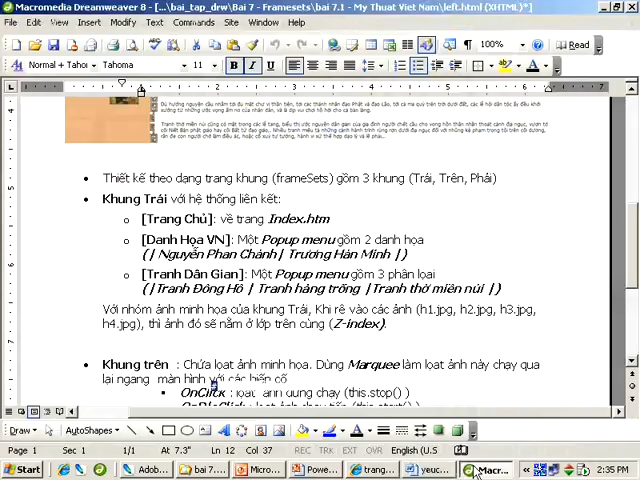 Macromedia Dreamweaver 8 - [...\bai_tap_drw\Bai 7 - Framesets\bai 7.1 - My Thuat Viet Nam\left.html (XHTML)*]
File Edit View Insert Modify Text Commands Site Window Help
100% Read
Normal + Tahoma Tahoma 11 B I U
Thiết kế theo dạng trang khung (frameSets) gồm 3 khung (Trái, Trên, Phải)
Khung Trái với hệ thống liên kết:
[Trang Chủ]: về trang Index.htm
[Danh Họa VN]: Một Popup menu gồm 2 danh họa
(| Nguyễn Phan Chánh| Trương Hán Minh |)
[Tranh Dân Gian]: Một Popup menu gồm 3 phân loại
(|Tranh Đông Hồ | Tranh hàng trống |Tranh thờ miền núi |)
Với nhóm ảnh minh họa của khung Trái, Khi rê vào các ảnh (h1.jpg, h2.jpg, h3.jpg,
h4.jpg), thì ảnh đó sẽ nằm ở lớp trên cùng (Z-index).
Khung trên : Chứa loạt ảnh minh họa. Dùng Marquee làm loạt ảnh này chạy qua
lại ngang màn hình với các biến cố
OnClick : loạt ảnh dừng chạy (this.stop() )
Draw AutoShapes
Page 1 Sec 1 1/1 At 7.3" Ln 12 Col 37 REC TRK EXT OVR English (U.S
Start Adob... bai 7... Micro... Powe... trang... yeuc... Macr... 2:35 PM